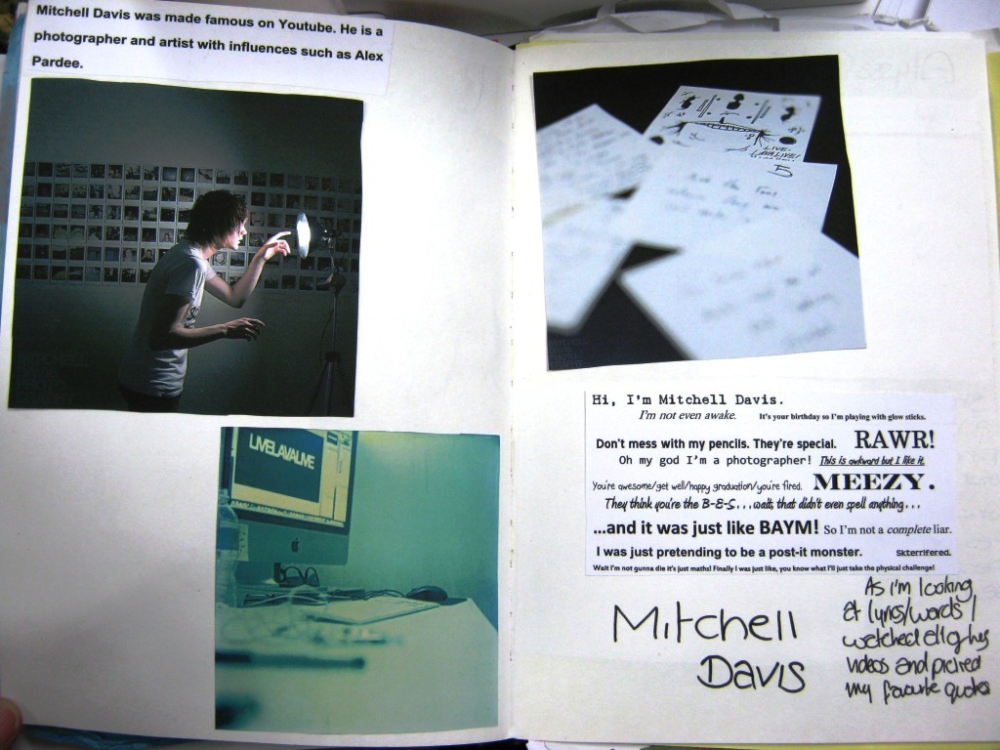 Mitchell Davis was made famous on Youtube. He is a
photographer and artist with influences such as Alex
Pardee.
LIVELAVALIVE
LIVE-
LAVALIVE!
5
Hi, I'm Mitchell Davis.
I'm not even awake. It's your birthday so I'm playing with glow sticks.
Don't mess with my pencils. They're special. RAWR!
Oh my god I'm a photographer! This is awkward but I like it.
You're awesome/get well/happy graduation/you're fired. MEEZY.
They think you're the B-E-S...wait, that didn't even spell anything...
...and it was just like BAYM! So I'm not a complete liar.
I was just pretending to be a post-it monster. Skterrifered.
Wait I'm not gunna die it's just maths! Finally I was just like, you know what I'll just take the physical challenge!
Mitchell
Davis
As i'm looking
at lyrics/words I
watched all of his
videos and picked
my favourite quotes